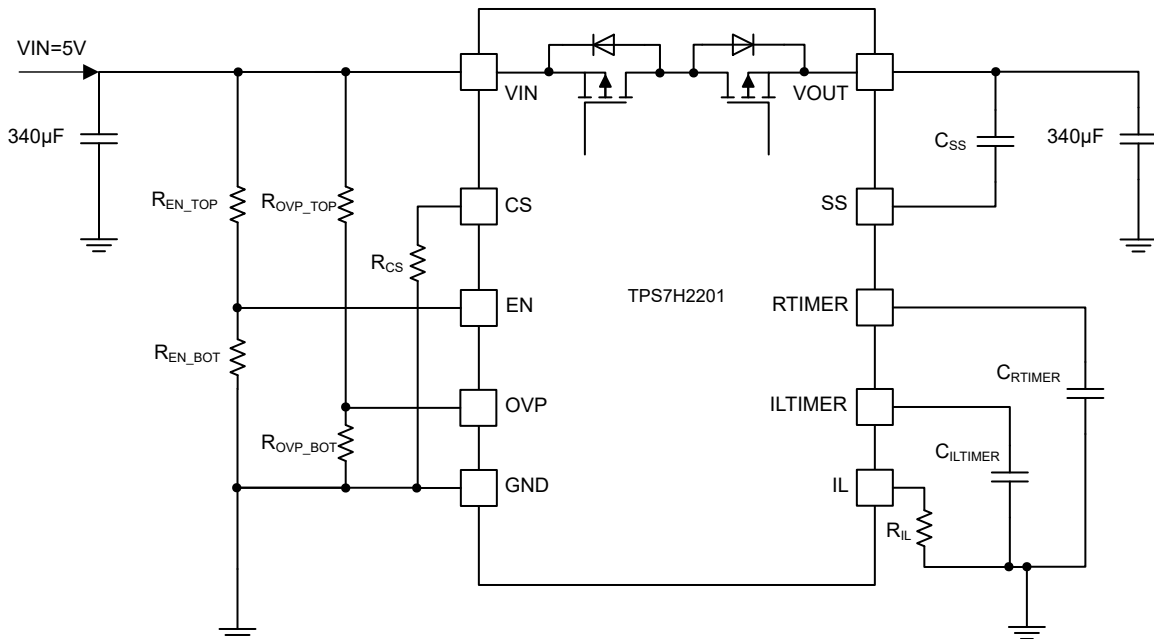 VIN=5V
VIN
VOUT
340µF
C_SS
340µF
R_EN_TOP
R_OVP_TOP
CS
SS
R_CS
TPS7H2201
EN
RTIMER
R_EN_BOT
C_RTIMER
OVP
ILTIMER
R_OVP_BOT
C_ILTIMER
GND
IL
R_IL